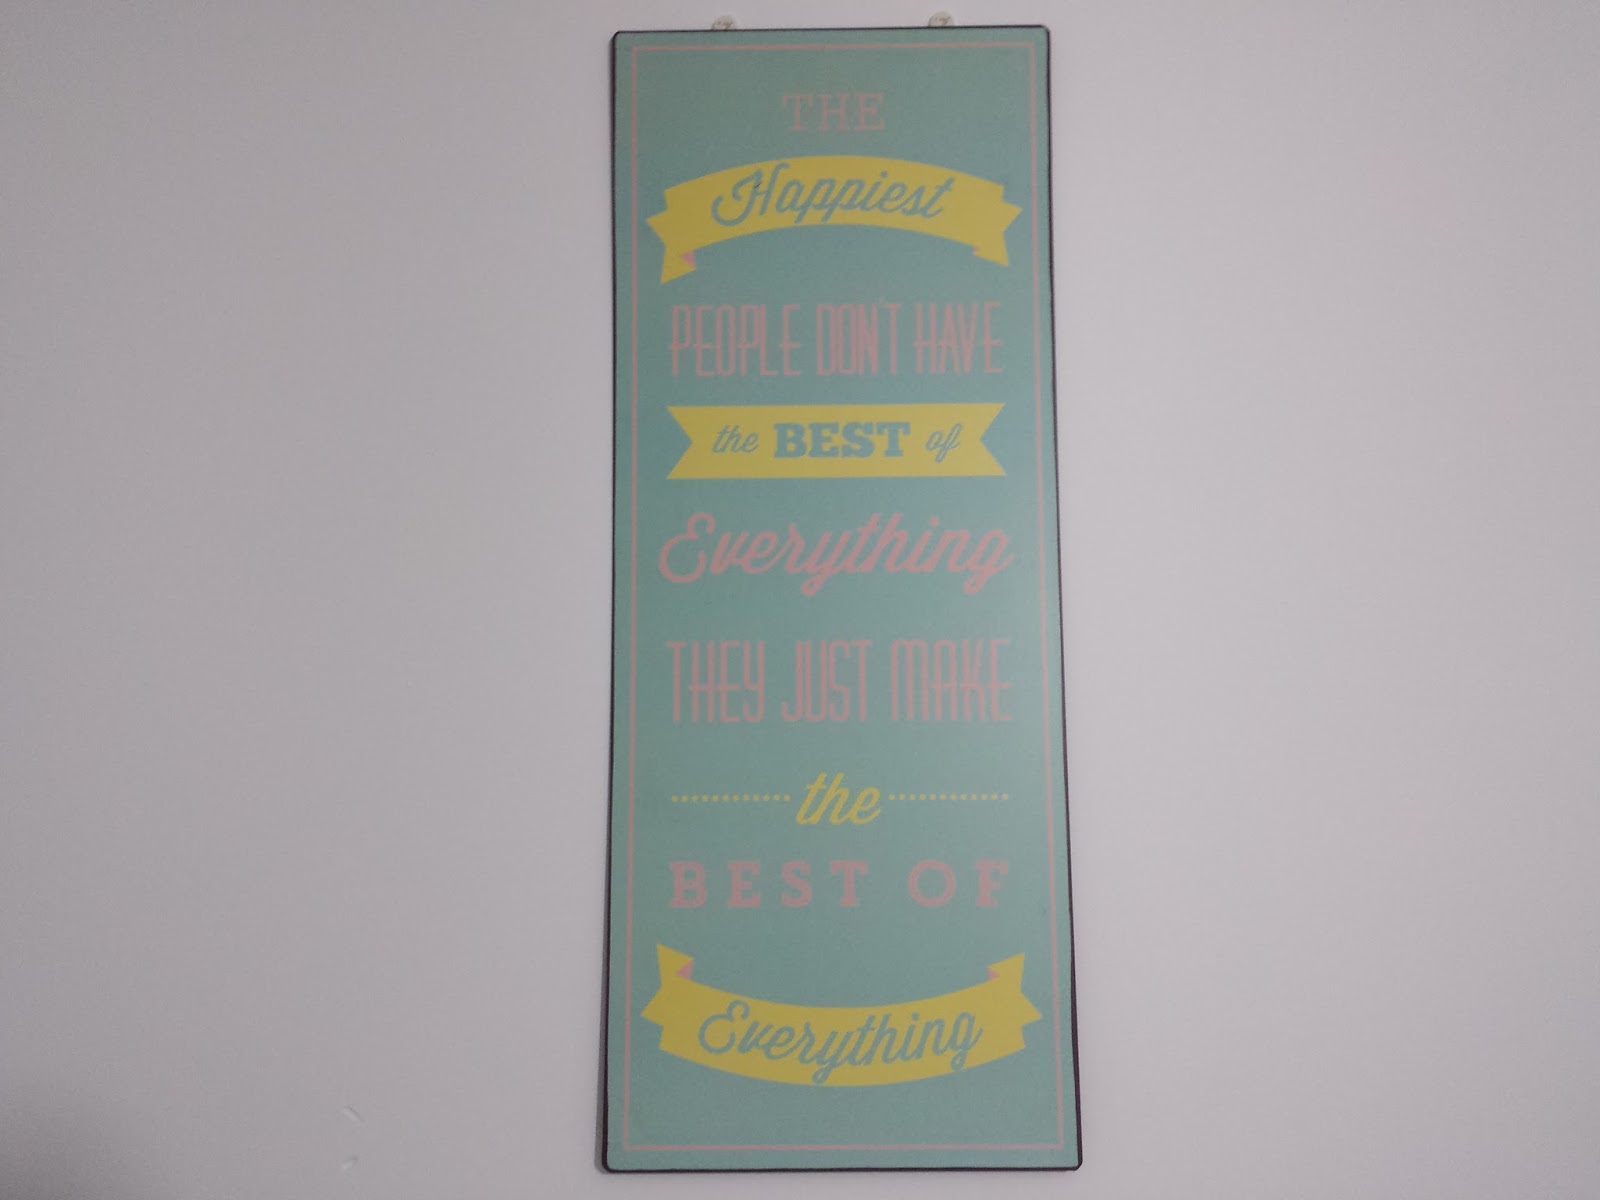 THE
Happiest
PEOPLE DON'T HAVE
the BEST of
Everything
THEY JUST MAKE
the
BEST OF
Everything